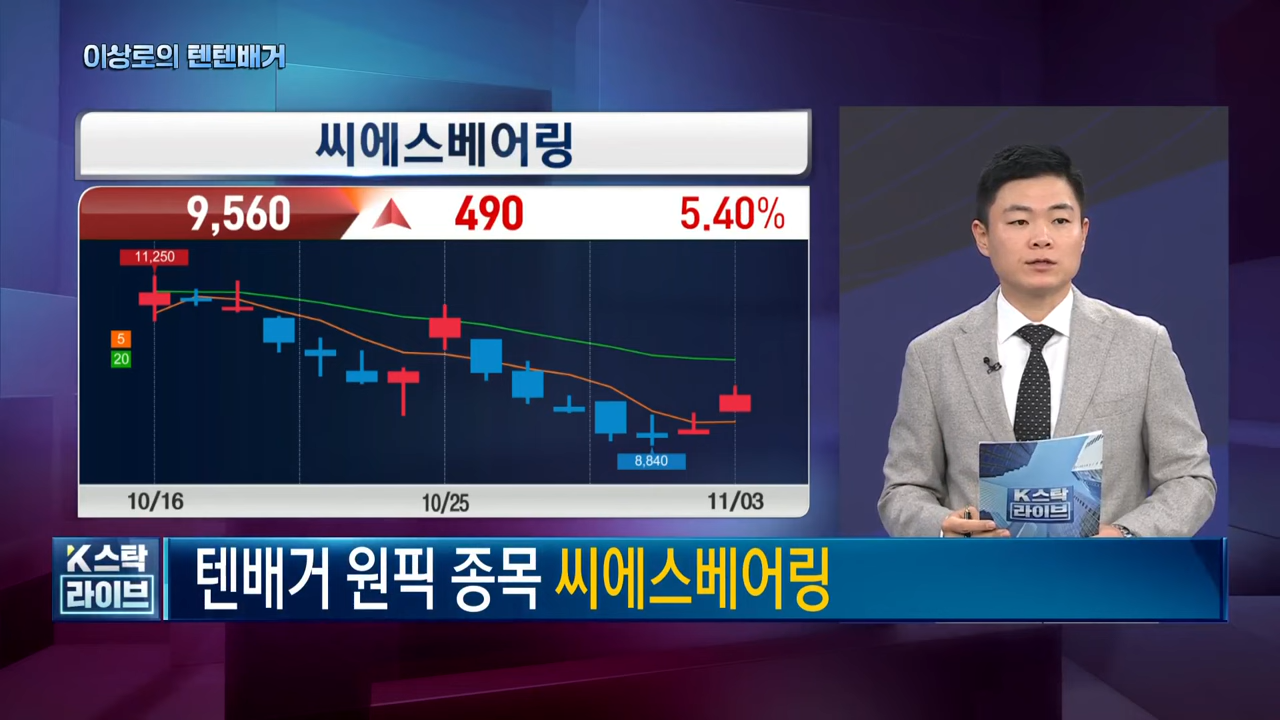 이상로의 텐텐배거
씨에스베어링
9,560 490 5.40%
11,250
5
20
8,840
10/16 10/25 11/03
K스탁
라이브
텐배거 원픽 종목 씨에스베어링
K스탁
라이브